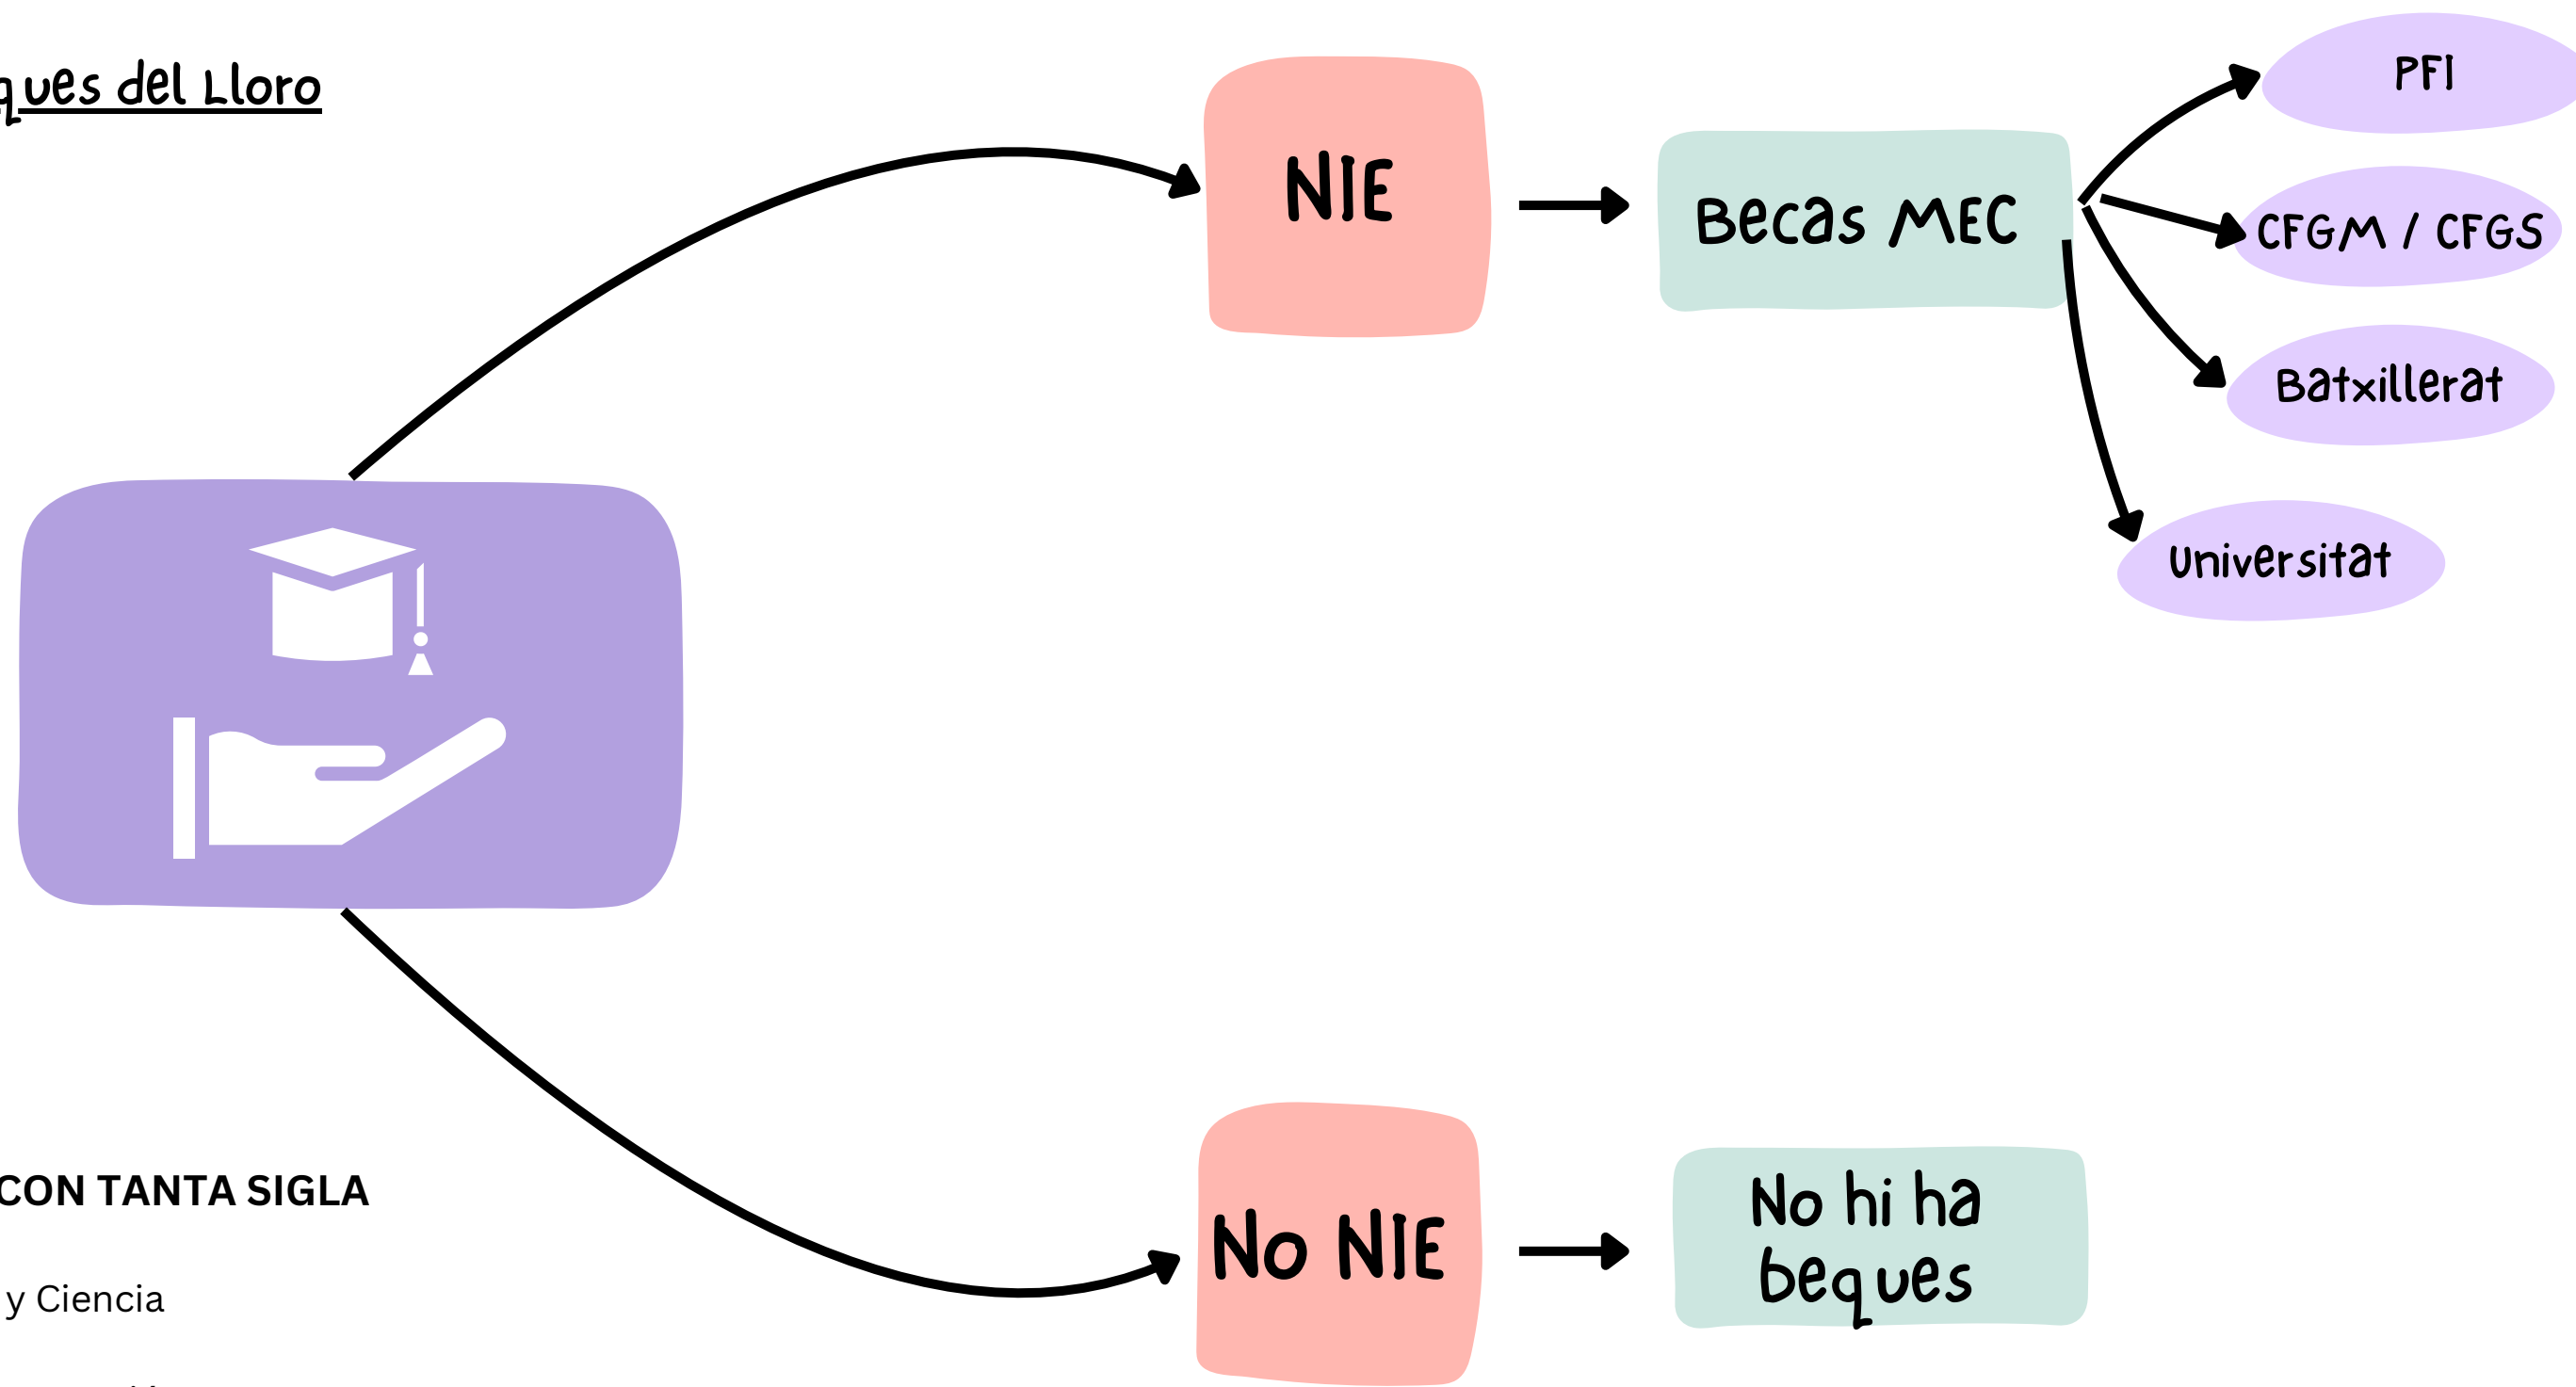 ques del Lloro
NIE
Becas MEC
PFI
CFGM / CFGS
Batxillerat
Universitat
CON TANTA SIGLA
y Ciencia
No NIE
No hi ha
beques